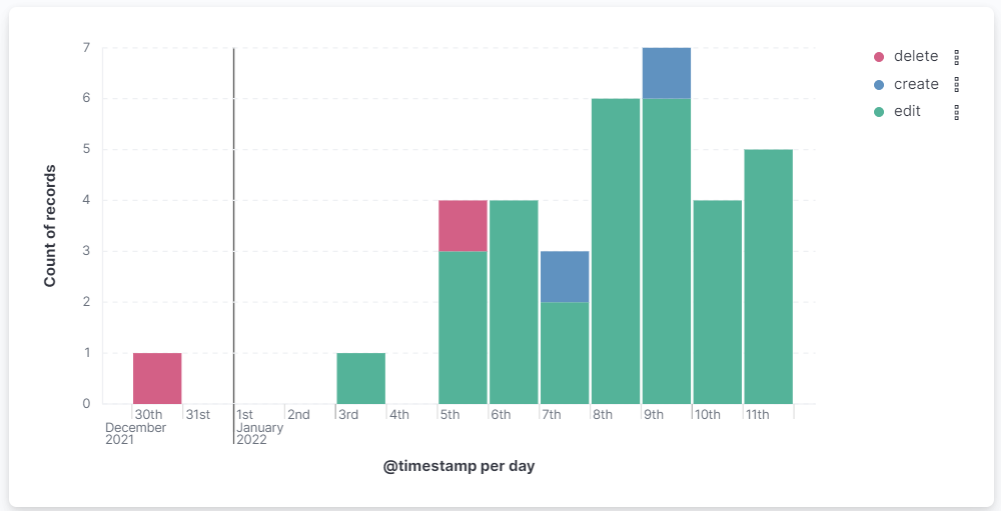 7
6
5
4
3
2
1
0
Count of records
30th 31st 1st 2nd 3rd 4th 5th 6th 7th 8th 9th 10th 11th
December January
2021 2022
@timestamp per day
delete
create
edit